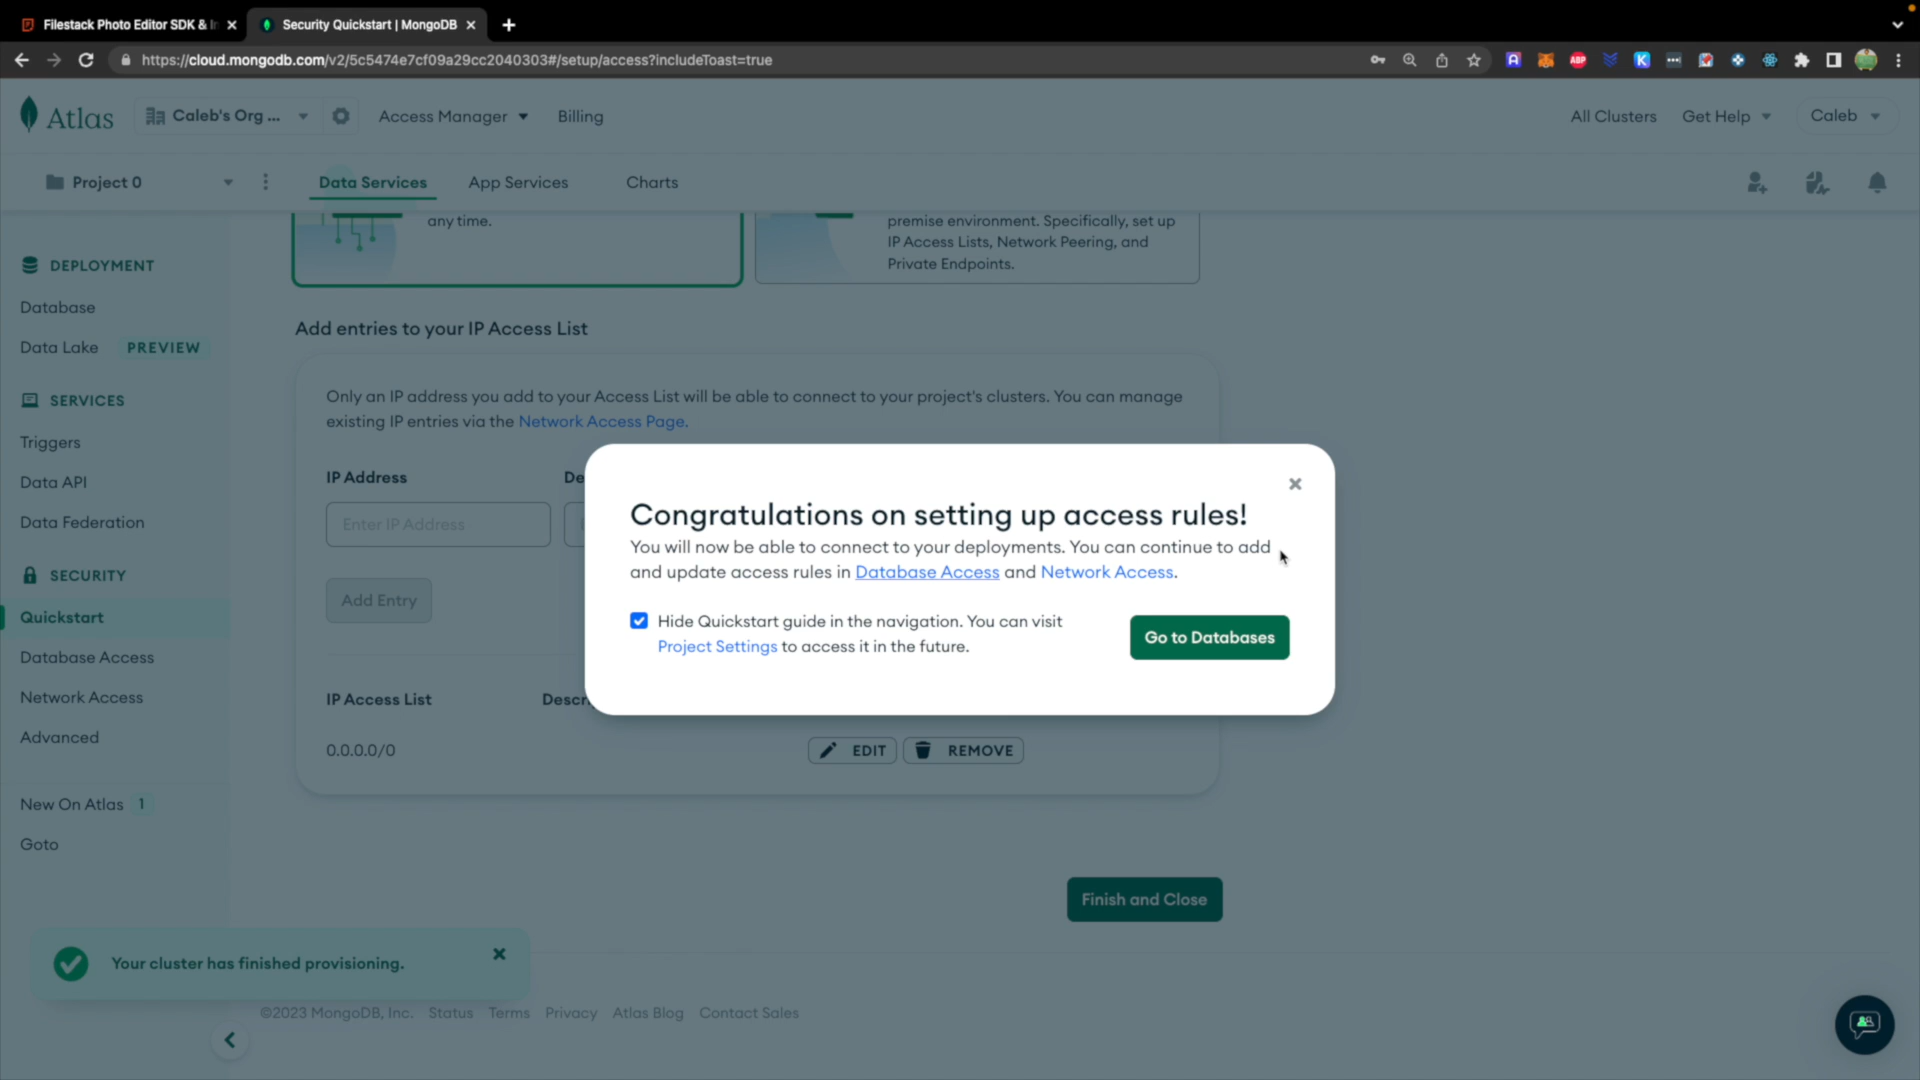 Filestack Photo Editor SDK & I
Security Quickstart | MongoDB
https://cloud.mongodb.com/v2/5c5474e7cf09a29cc2040303#/setup/access?includeToast=true
Atlas
Caleb's Org ...
Access Manager
Billing
All Clusters
Get Help
Caleb
Project 0
Data Services
App Services
Charts
any time.
premise environment. Specifically, set up
IP Access Lists, Network Peering, and
Private Endpoints.
DEPLOYMENT
Database
Data Lake PREVIEW
SERVICES
Triggers
Data API
Data Federation
SECURITY
Quickstart
Database Access
Network Access
Advanced
New On Atlas 1
Goto
Add entries to your IP Access List
Only an IP address you add to your Access List will be able to connect to your project's clusters. You can manage
existing IP entries via the Network Access Page.
IP Address
De
Enter IP Address
Add Entry
IP Access List
Descr
0.0.0.0/0
EDIT
REMOVE
Congratulations on setting up access rules!
You will now be able to connect to your deployments. You can continue to add
and update access rules in Database Access and Network Access.
Hide Quickstart guide in the navigation. You can visit
Project Settings to access it in the future.
Go to Databases
Finish and Close
Your cluster has finished provisioning.
©2023 MongoDB, Inc. Status Terms Privacy Atlas Blog Contact Sales